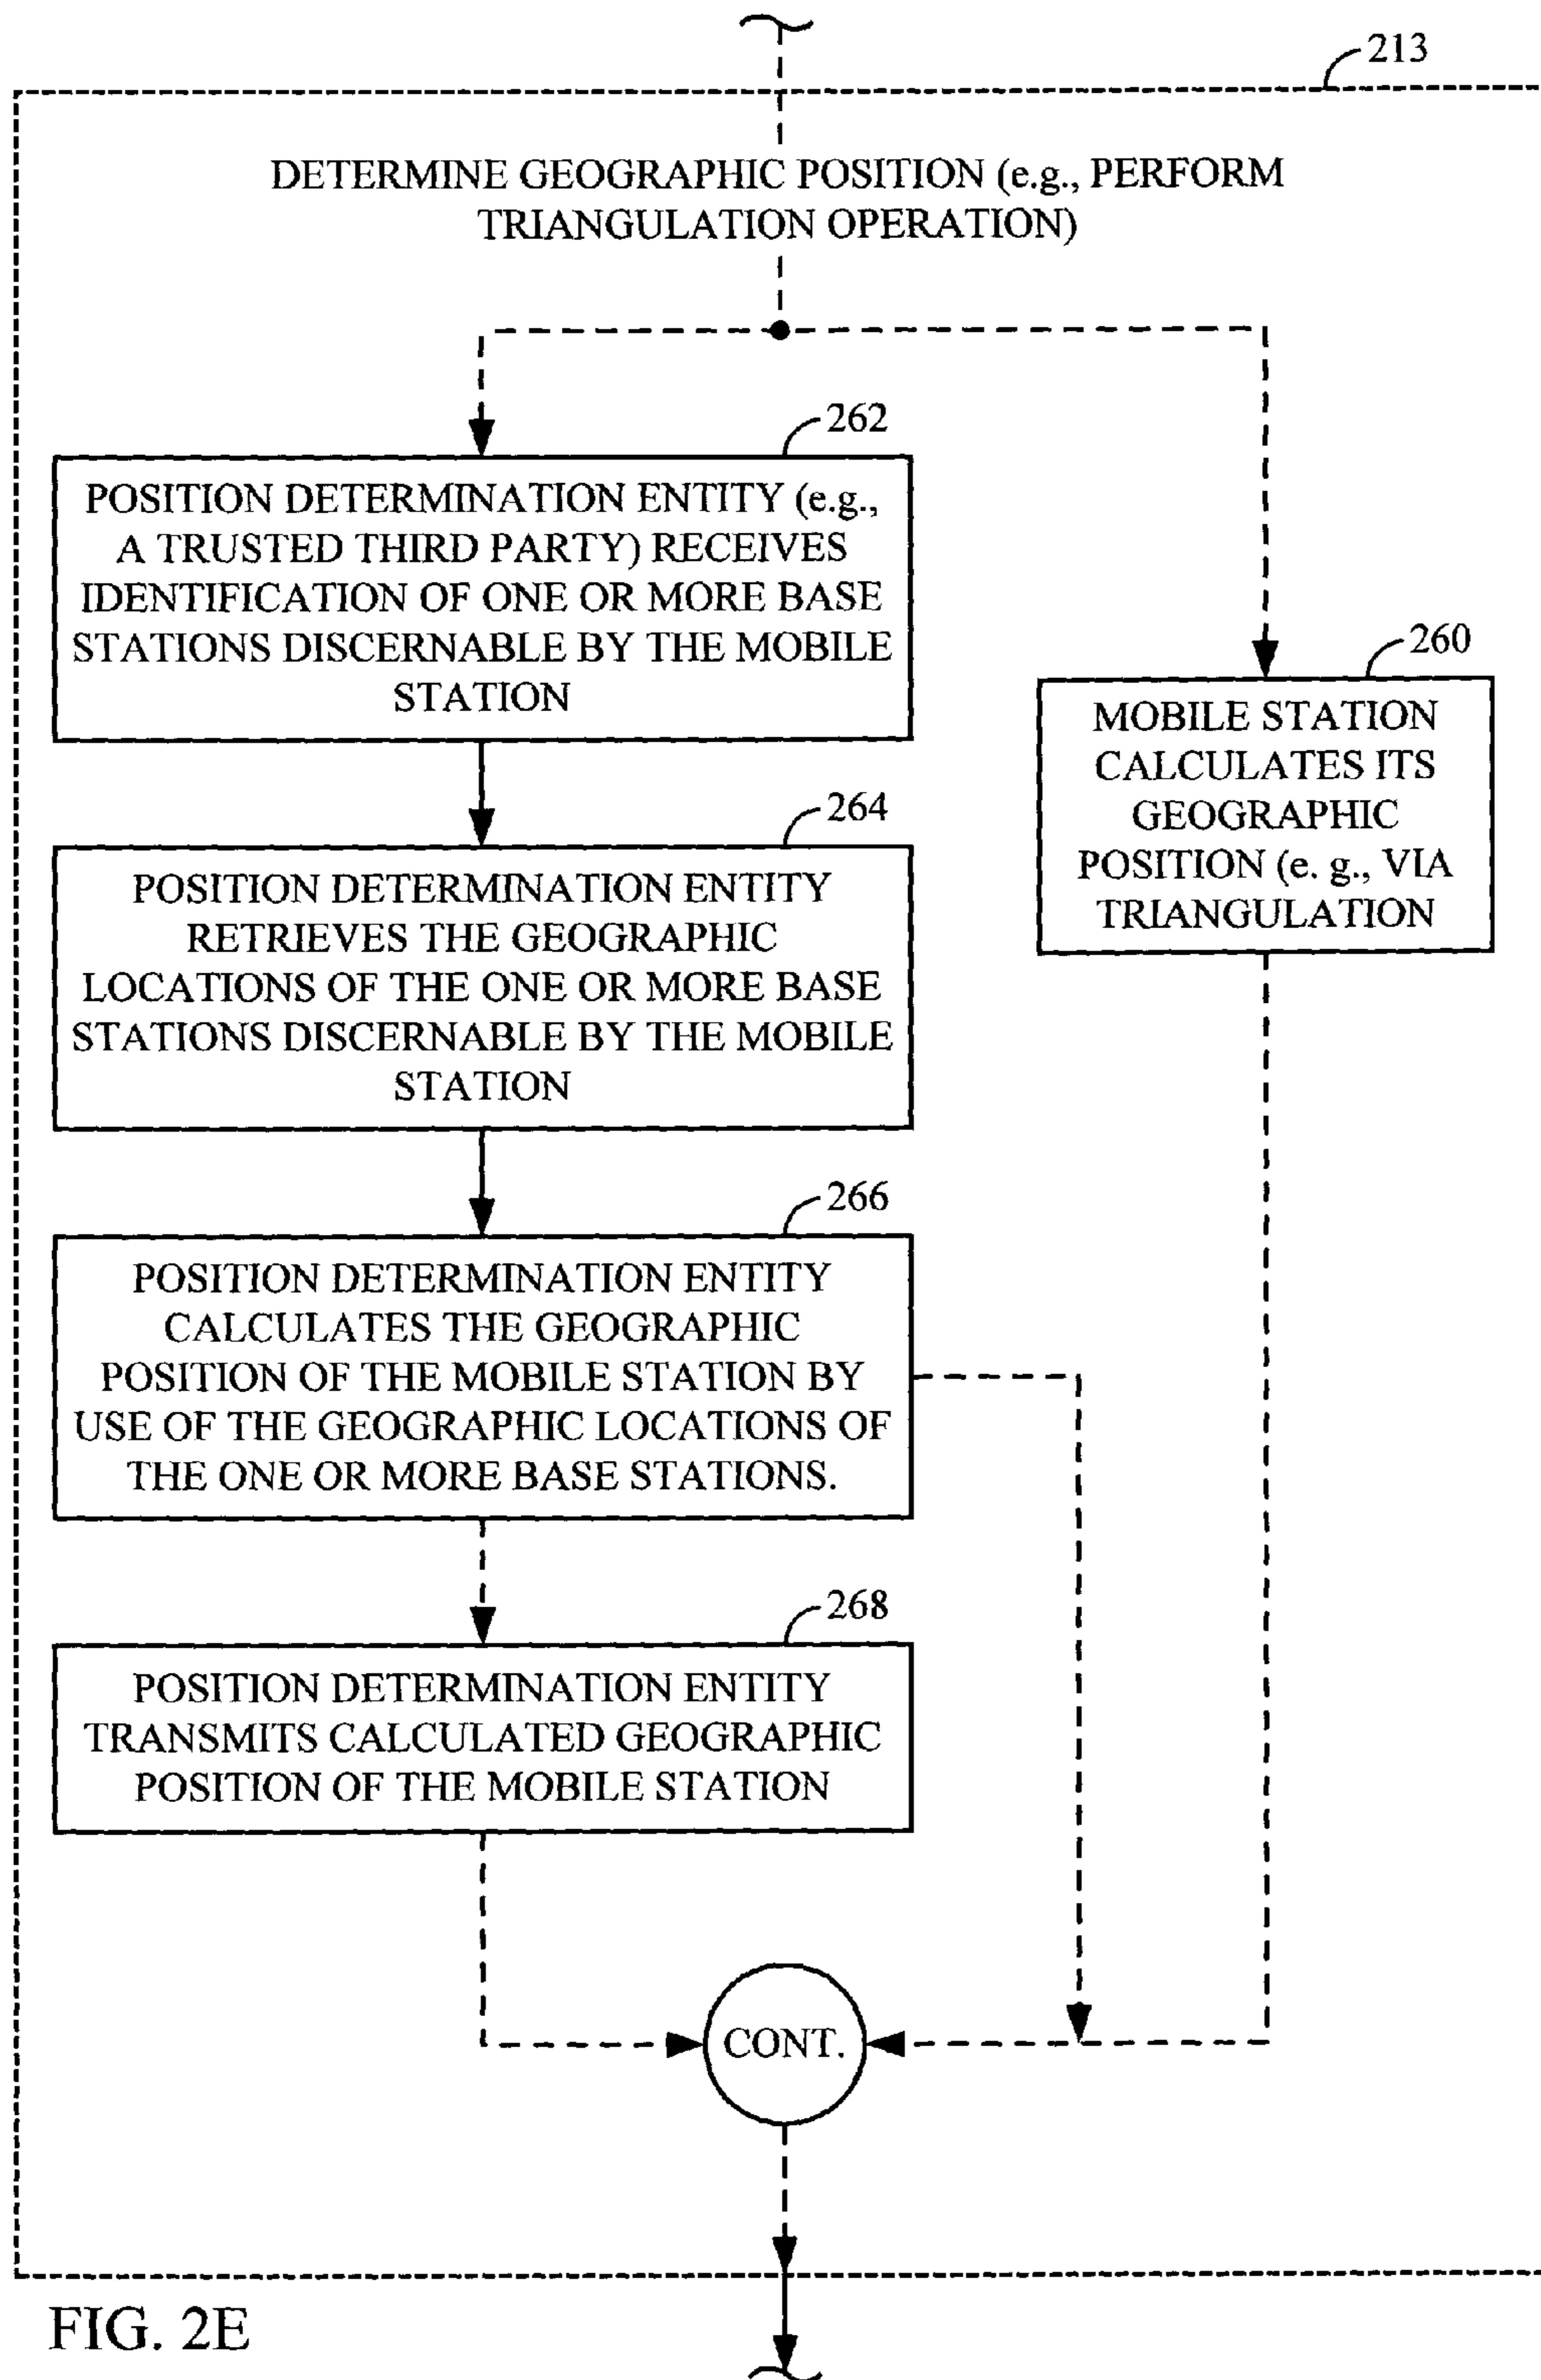 213
DETERMINE GEOGRAPHIC POSITION (e.g., PERFORM
TRIANGULATION OPERATION)
262
POSITION DETERMINATION ENTITY (e.g.,
A TRUSTED THIRD PARTY) RECEIVES
IDENTIFICATION OF ONE OR MORE BASE
STATIONS DISCERNABLE BY THE MOBILE
STATION
260
MOBILE STATION
CALCULATES ITS
GEOGRAPHIC
POSITION (e. g., VIA
TRIANGULATION
264
POSITION DETERMINATION ENTITY
RETRIEVES THE GEOGRAPHIC
LOCATIONS OF THE ONE OR MORE BASE
STATIONS DISCERNABLE BY THE MOBILE
STATION
266
POSITION DETERMINATION ENTITY
CALCULATES THE GEOGRAPHIC
POSITION OF THE MOBILE STATION BY
USE OF THE GEOGRAPHIC LOCATIONS OF
THE ONE OR MORE BASE STATIONS.
268
POSITION DETERMINATION ENTITY
TRANSMITS CALCULATED GEOGRAPHIC
POSITION OF THE MOBILE STATION
CONT.
FIG. 2E